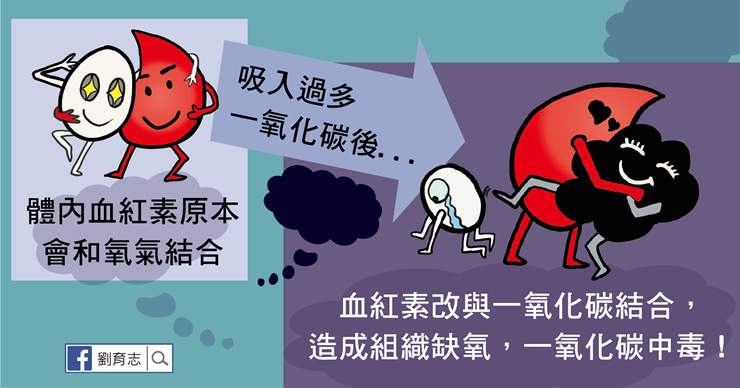 體內血紅素原本
會和氧氣結合
吸入過多
一氧化碳後...
血紅素改與一氧化碳結合，
造成組織缺氧，一氧化碳中毒！
f 劉育志